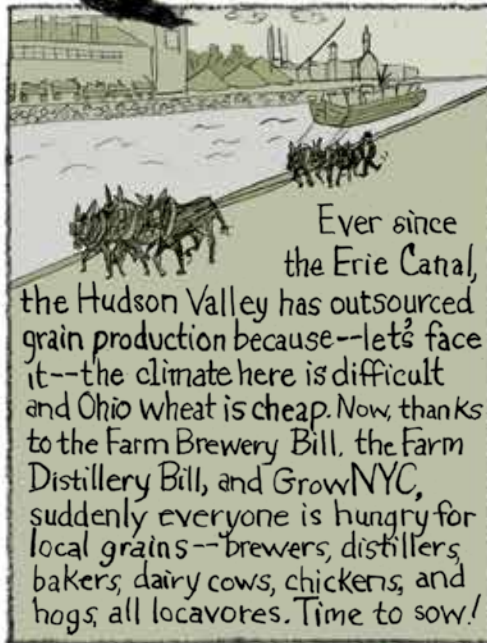 Ever since
the Erie Canal,
the Hudson Valley has outsourced
grain production because--let's face
it--the climate here is difficult
and Ohio wheat is cheap. Now, thanks
to the Farm Brewery Bill, the Farm
Distillery Bill, and GrowNYC,
suddenly everyone is hungry for
local grains--brewers, distillers,
bakers, dairy cows, chickens, and
hogs, all locavores. Time to sow!